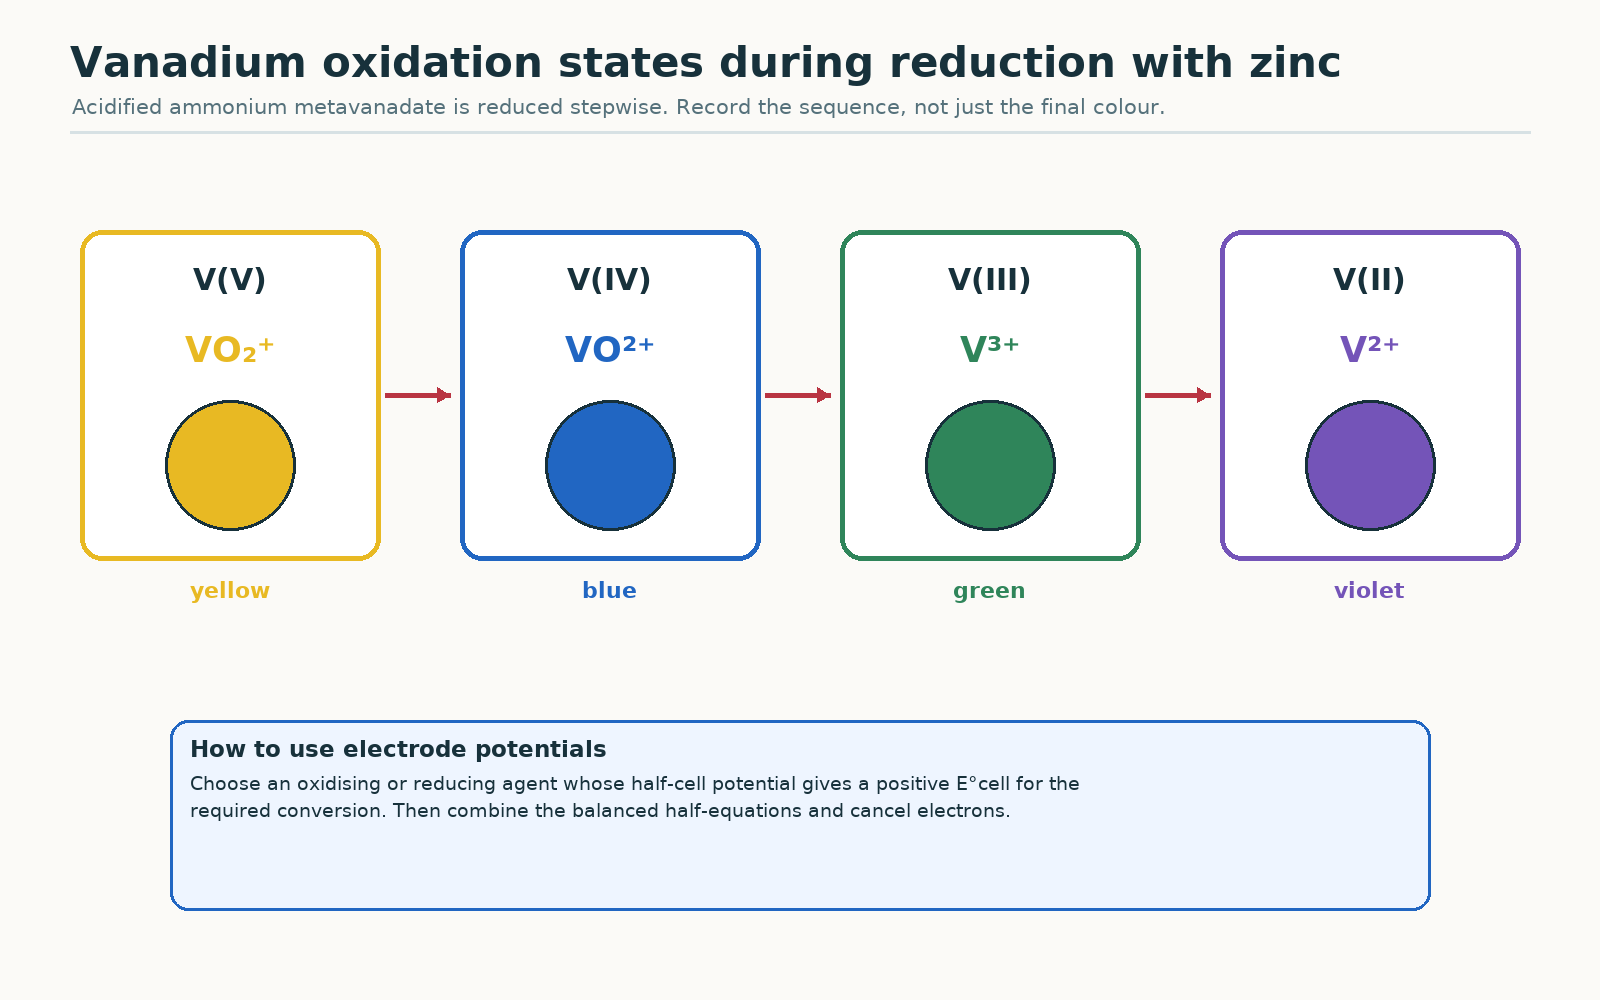 Vanadium oxidation states during reduction with zinc
Acidified ammonium metavanadate is reduced stepwise. Record the sequence, not just the final colour.
V(V)
VO₂⁺
yellow
V(IV)
VO²⁺
blue
V(III)
V³⁺
green
V(II)
V²⁺
violet
How to use electrode potentials
Choose an oxidising or reducing agent whose half-cell potential gives a positive E°cell for the
required conversion. Then combine the balanced half-equations and cancel electrons.